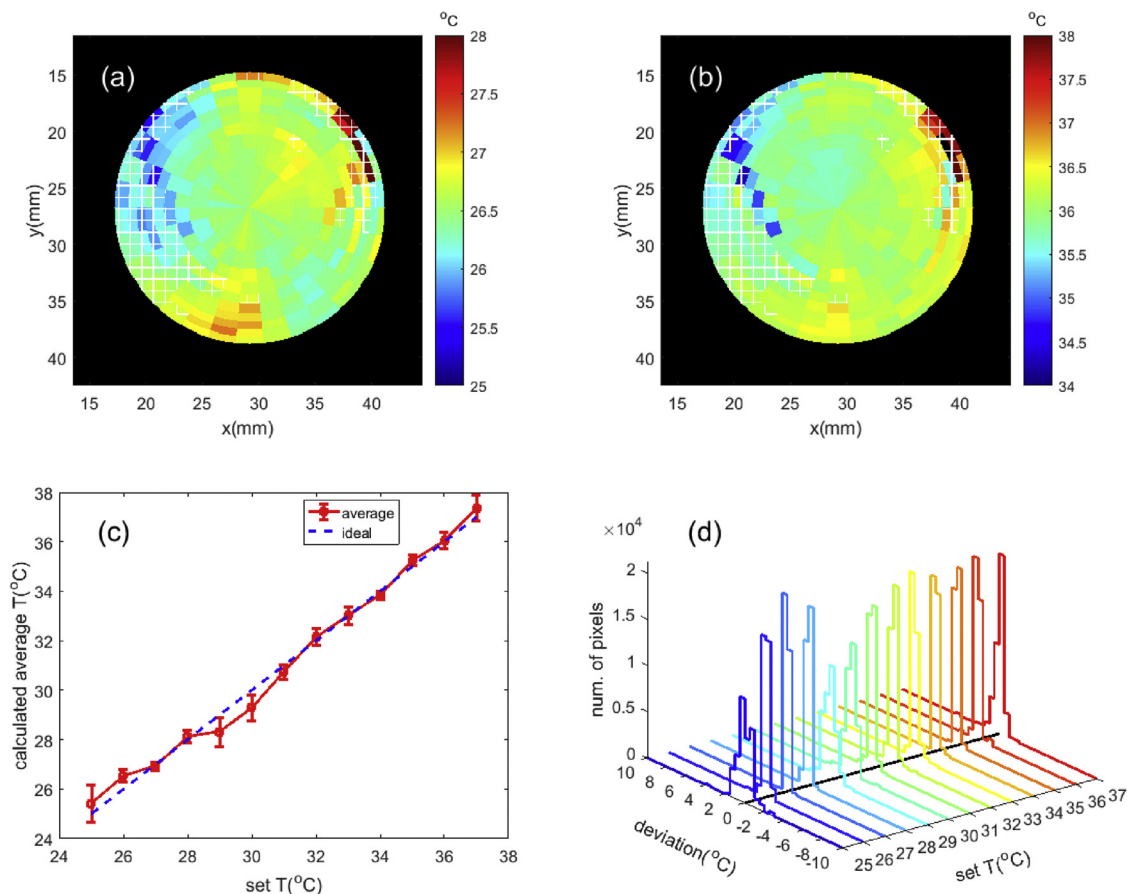 °C
(a)
28
27.5
27
26.5
26
25.5
25
15
20
25
30
35
40
y(mm)
15 20 25 30 35 40
x(mm)
°C
(b)
38
37.5
37
36.5
36
35.5
35
34.5
34
15
20
25
30
35
40
y(mm)
15 20 25 30 35 40
x(mm)
(c)
average
ideal
38
36
34
32
30
28
26
24
calculated average T(°C)
24 26 28 30 32 34 36 38
set T(°C)
(d)
×10⁴
2
1.5
1
0.5
0
num. of pixels
10 8 6 4 2 0 -2 -4 -6 -8 -10
deviation(°C)
25 26 27 28 29 30 31 32 33 34 35 36 37
set T(°C)